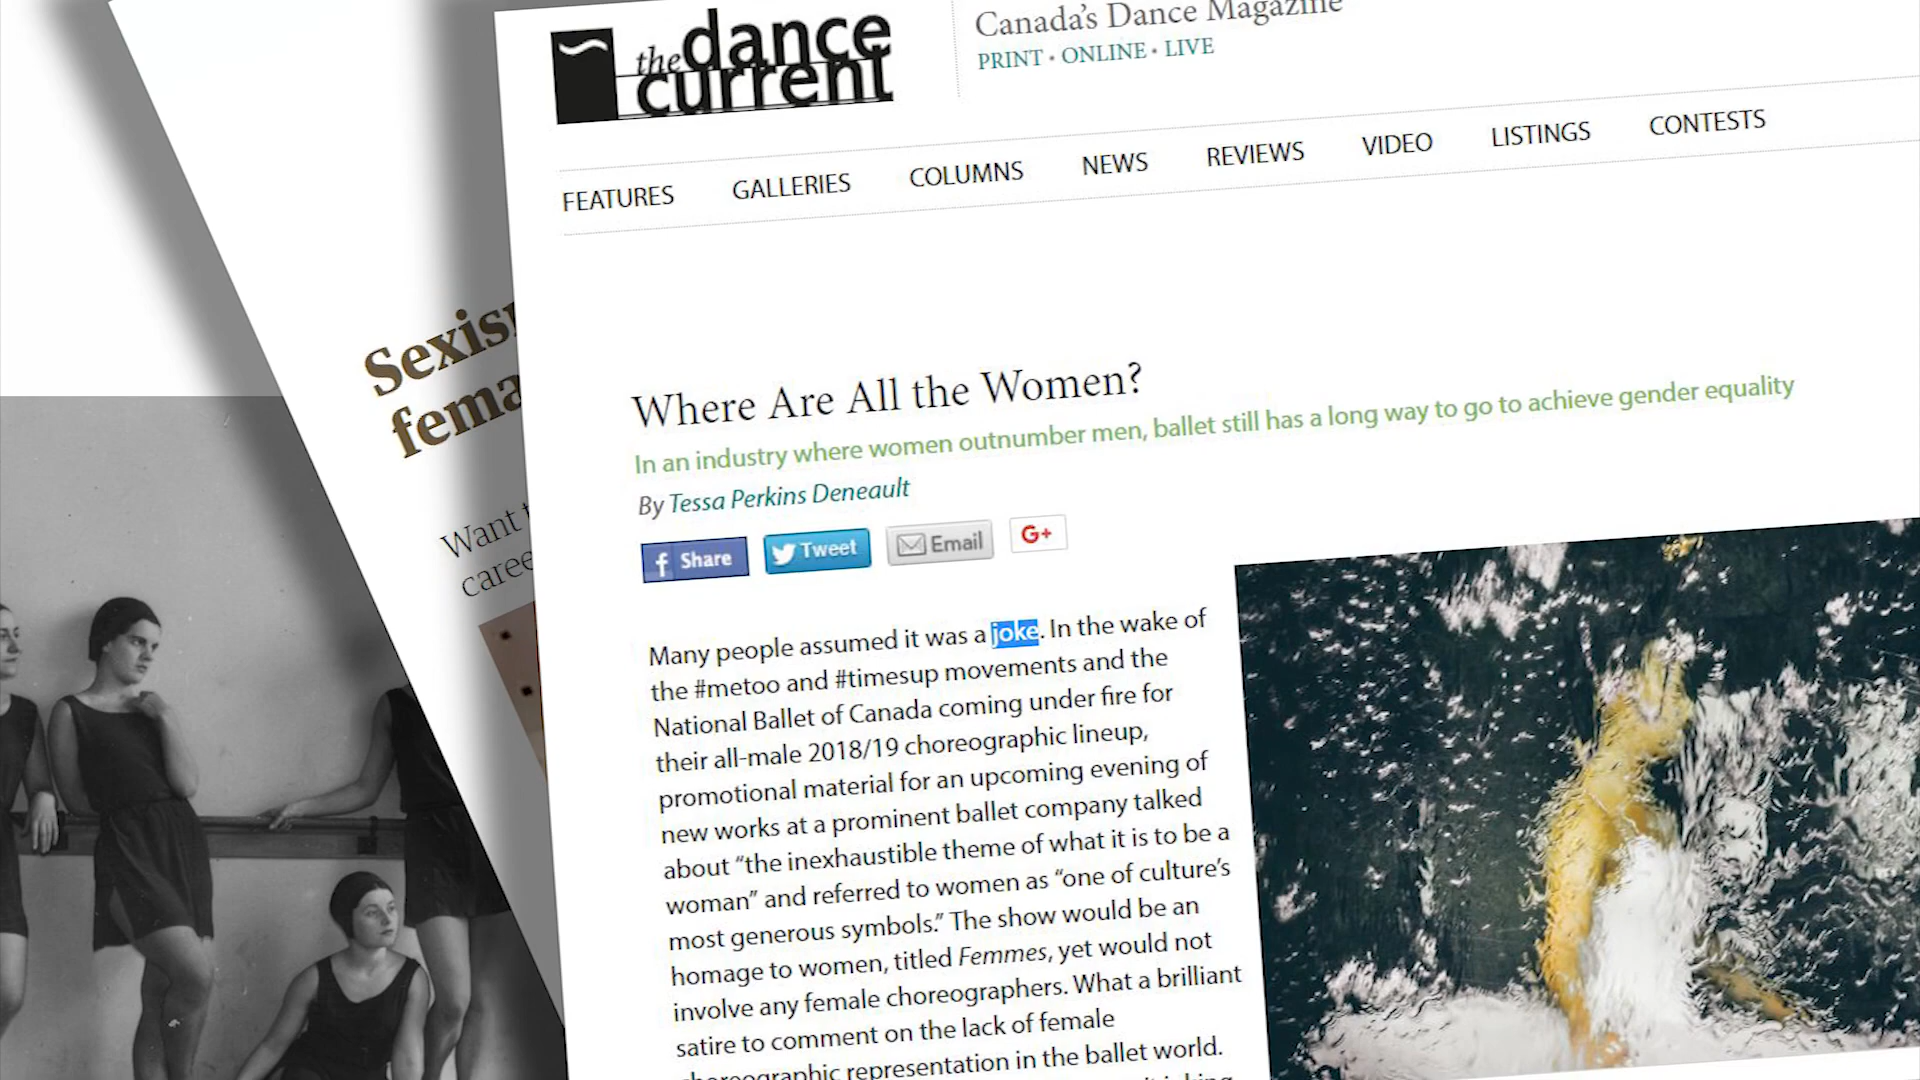 the dance
current
Canada's Dance Magazine
PRINT • ONLINE • LIVE
FEATURES GALLERIES COLUMNS NEWS REVIEWS VIDEO LISTINGS CONTESTS
Where Are All the Women?
In an industry where women outnumber men, ballet still has a long way to go to achieve gender equality
By Tessa Perkins Deneault
f Share Tweet Email G+
Many people assumed it was a joke. In the wake of
the #metoo and #timesup movements and the
National Ballet of Canada coming under fire for
their all-male 2018/19 choreographic lineup,
promotional material for an upcoming evening of
new works at a prominent ballet company talked
about “the inexhaustible theme of what it is to be a
woman” and referred to women as “one of culture’s
most generous symbols.” The show would be an
homage to women, titled Femmes, yet would not
involve any female choreographers. What a brilliant
satire to comment on the lack of female
choreographic representation in the ballet world.
Want